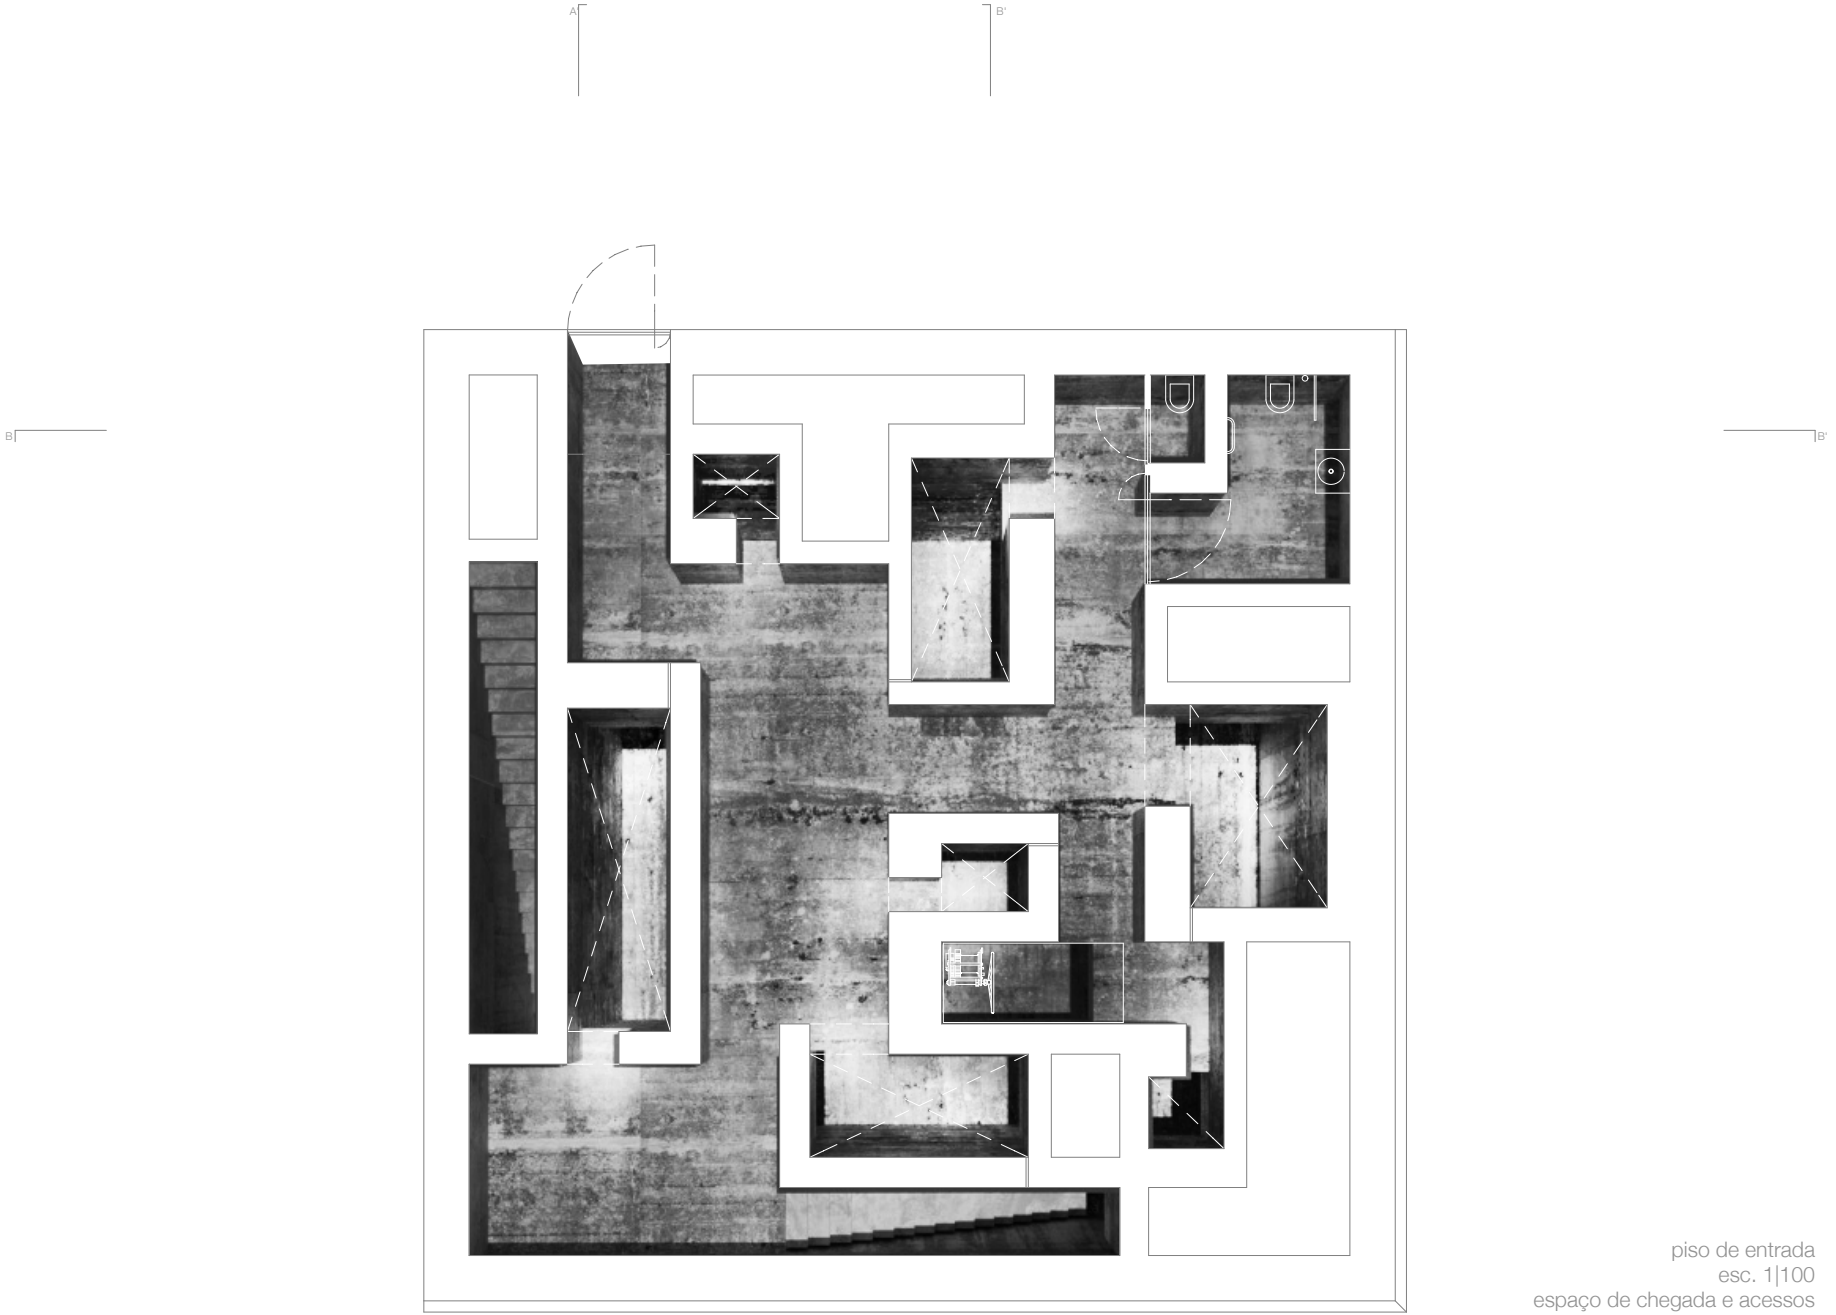 A'
B'
B
B'
piso de entrada
esc. 1|100
espaço de chegada e acessos